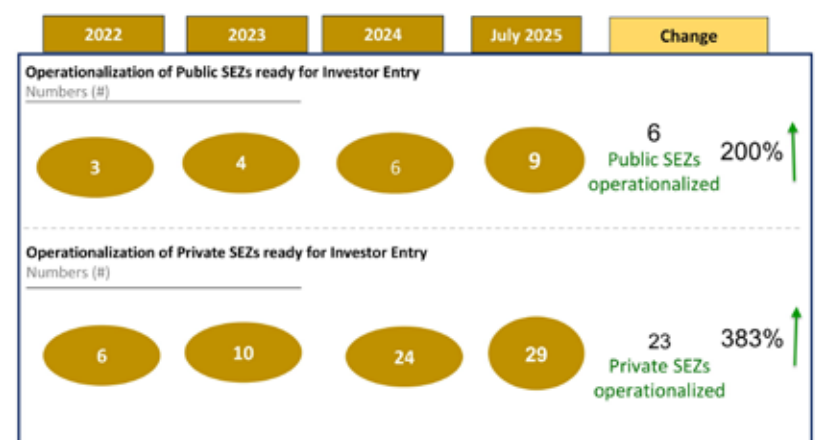 2022 2023 2024 July 2025 Change
Operationalization of Public SEZs ready for Investor Entry
Numbers (#)
3 4 6 9 6 200%
Public SEZs
operationalized
Operationalization of Private SEZs ready for Investor Entry
Numbers (#)
6 10 24 29 23 383%
Private SEZs
operationalized